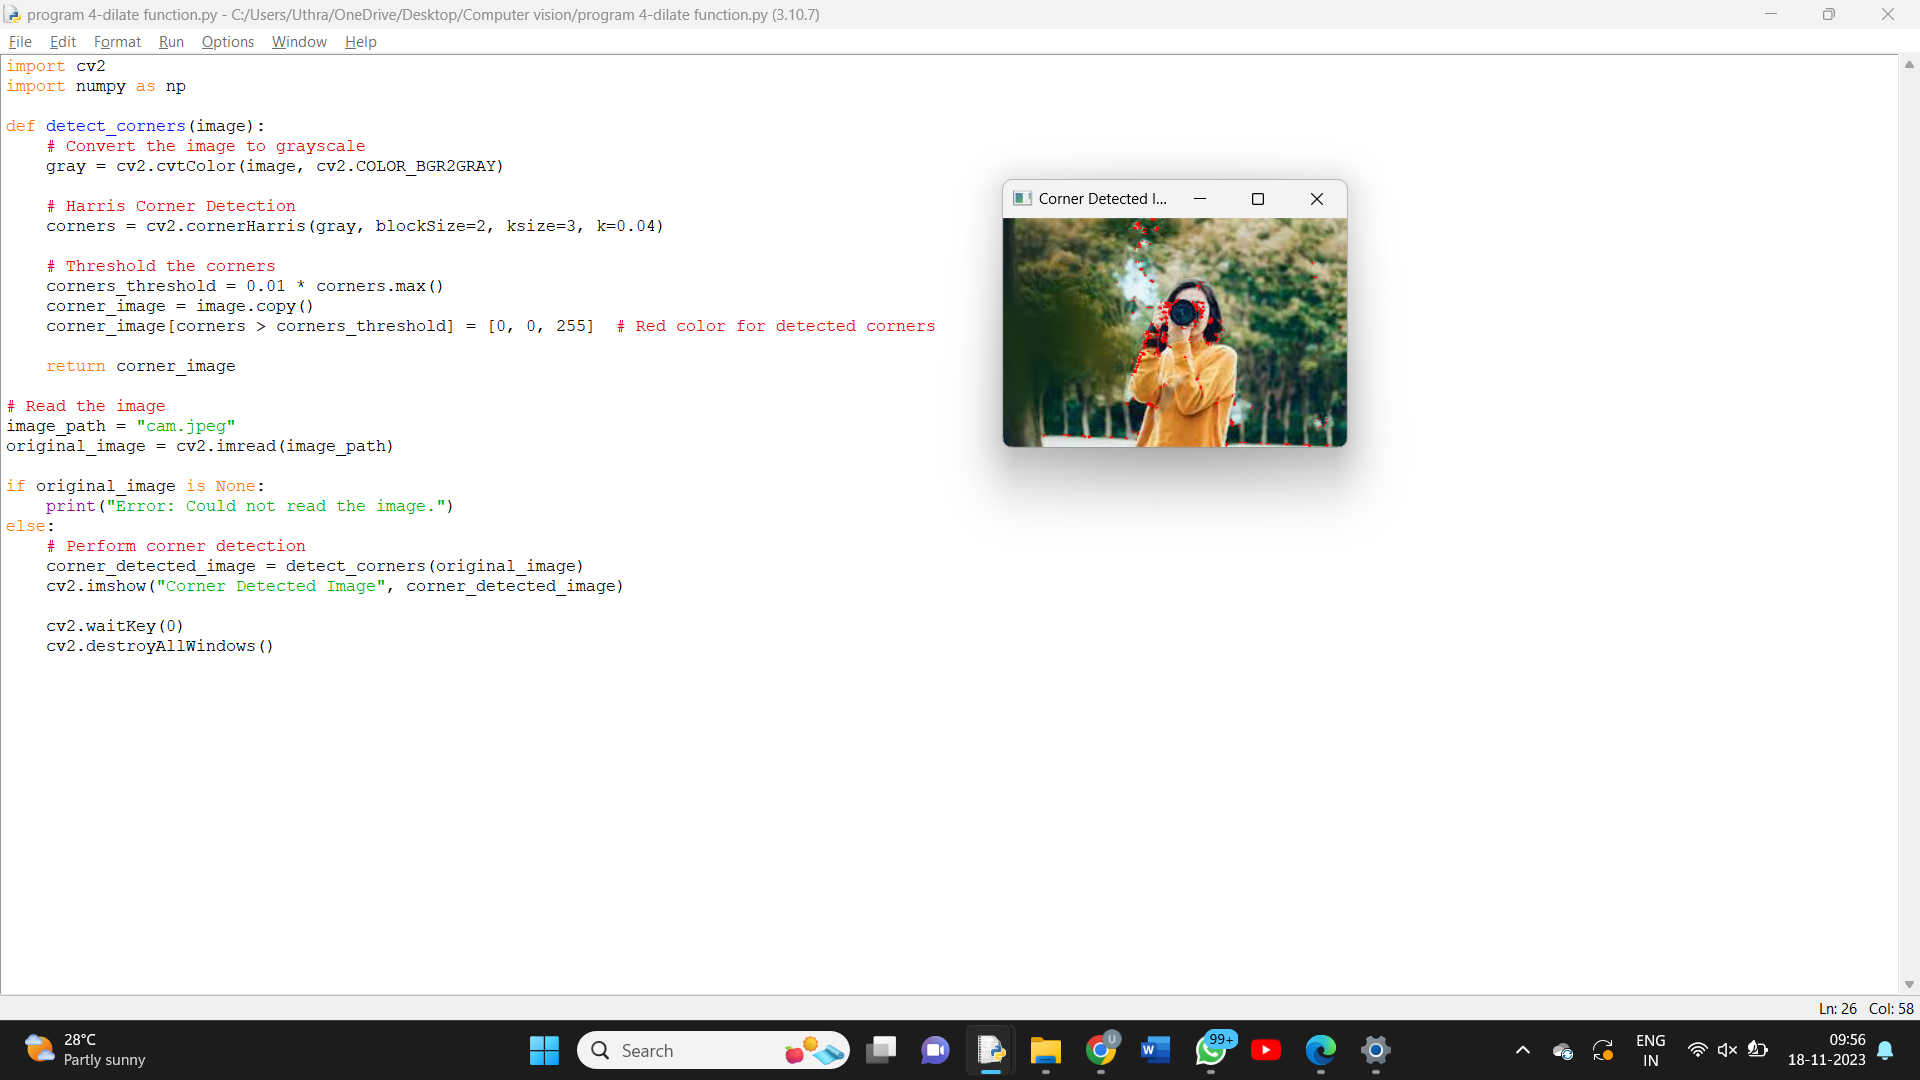 program 4-dilate function.py - C:/Users/Uthra/OneDrive/Desktop/Computer vision/program 4-dilate function.py (3.10.7)
File Edit Format Run Options Window Help
import cv2
import numpy as np
def detect_corners(image):
    # Convert the image to grayscale
    gray = cv2.cvtColor(image, cv2.COLOR_BGR2GRAY)
    # Harris Corner Detection
    corners = cv2.cornerHarris(gray, blockSize=2, ksize=3, k=0.04)
    # Threshold the corners
    corners_threshold = 0.01 * corners.max()
    corner_image = image.copy()
    corner_image[corners > corners_threshold] = [0, 0, 255]  # Red color for detected corners
    return corner_image
# Read the image
image_path = "cam.jpeg"
original_image = cv2.imread(image_path)
if original_image is None:
    print("Error: Could not read the image.")
else:
    # Perform corner detection
    corner_detected_image = detect_corners(original_image)
    cv2.imshow("Corner Detected Image", corner_detected_image)
    cv2.waitKey(0)
    cv2.destroyAllWindows()
Corner Detected I...
Ln: 26 Col: 58
28°C
Partly sunny
Search
U
W
99+
ENG
IN
09:56
18-11-2023